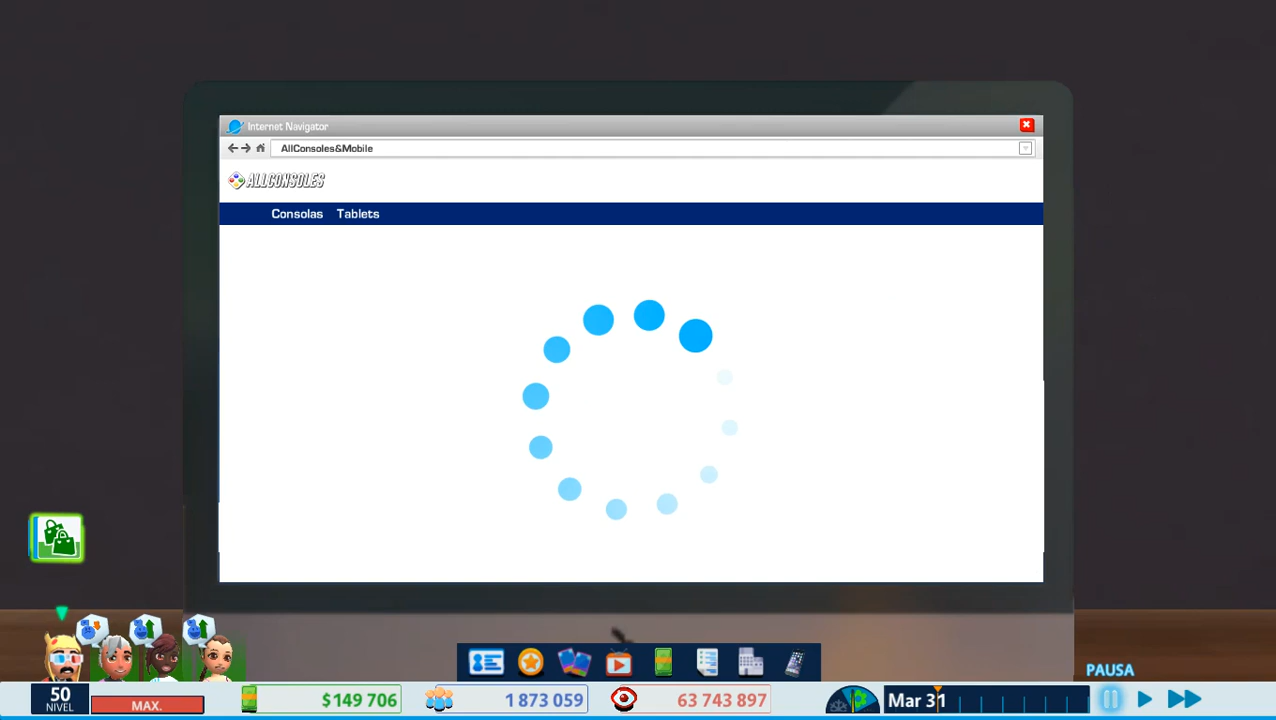 Internet Navigator
AllConsoles&Mobile
ALLCONSOLES
Consolas Tablets
PAUSA
50
NIVEL
MAX.
$149 706
1 873 059
63 743 897
Mar 31